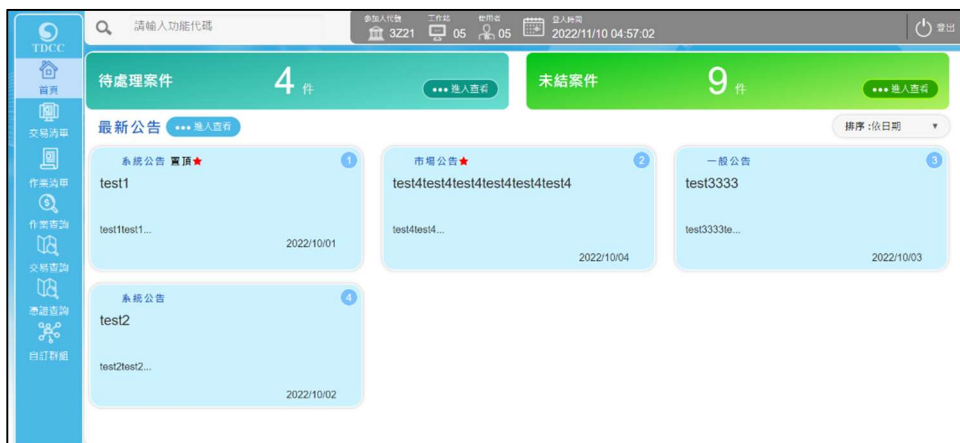 TDCC
首頁
交易清單
作業清單
作業查詢
交易查詢
憑證查詢
自訂群組
請輸入功能代碼
參加人代號 3Z21
工作站 05
使用者 05
登入時間 2022/11/10 04:57:02
登出
待處理案件 4 件 ●●● 進入查看
未結案件 9 件 ●●● 進入查看
最新公告 ●●● 進入查看
排序 :依日期 ▼
系統公告 置頂★ 1
test1
test1test1...
2022/10/01
市場公告★ 2
test4test4test4test4test4test4
test4test4...
2022/10/04
一般公告 3
test3333
test3333te...
2022/10/03
系統公告 4
test2
test2test2...
2022/10/02